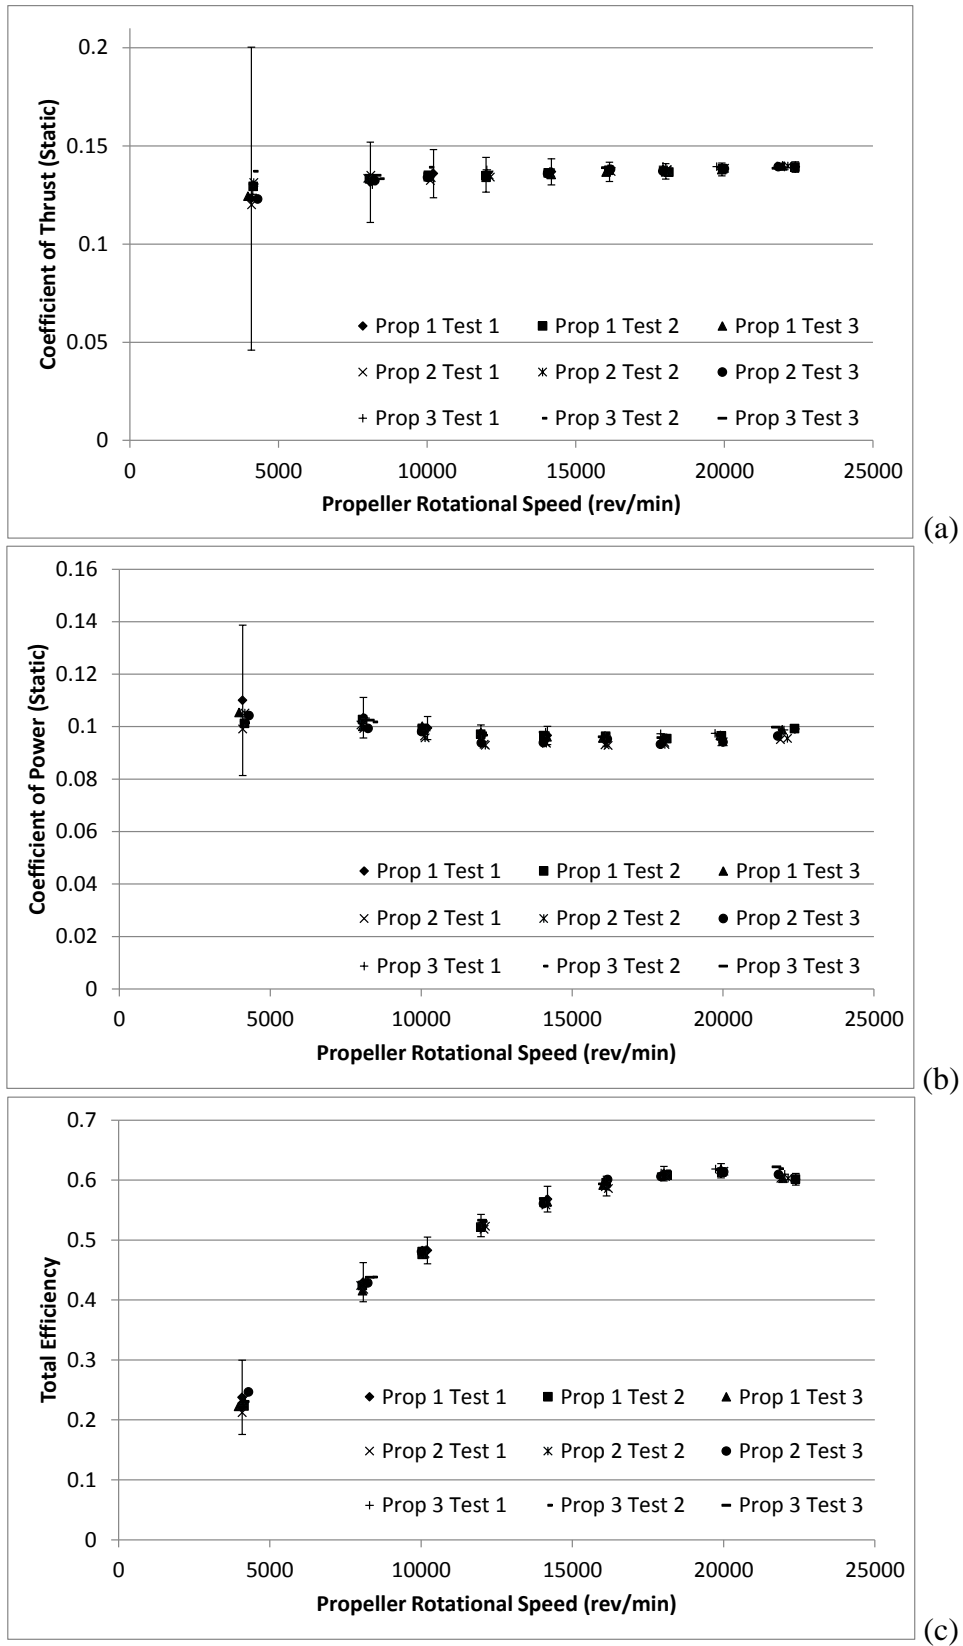 0.2
0.15
0.1
0.05
0
Coefficient of Thrust (Static)
Prop 1 Test 1 Prop 1 Test 2 Prop 1 Test 3
Prop 2 Test 1 Prop 2 Test 2 Prop 2 Test 3
Prop 3 Test 1 Prop 3 Test 2 Prop 3 Test 3
0 5000 10000 15000 20000 25000
Propeller Rotational Speed (rev/min)
(a)
0.16
0.14
0.12
0.1
0.08
0.06
0.04
0.02
0
Coefficient of Power (Static)
Prop 1 Test 1 Prop 1 Test 2 Prop 1 Test 3
Prop 2 Test 1 Prop 2 Test 2 Prop 2 Test 3
Prop 3 Test 1 Prop 3 Test 2 Prop 3 Test 3
0 5000 10000 15000 20000 25000
Propeller Rotational Speed (rev/min)
(b)
0.7
0.6
0.5
0.4
0.3
0.2
0.1
0
Total Efficiency
Prop 1 Test 1 Prop 1 Test 2 Prop 1 Test 3
Prop 2 Test 1 Prop 2 Test 2 Prop 2 Test 3
Prop 3 Test 1 Prop 3 Test 2 Prop 3 Test 3
0 5000 10000 15000 20000 25000
Propeller Rotational Speed (rev/min)
(c)